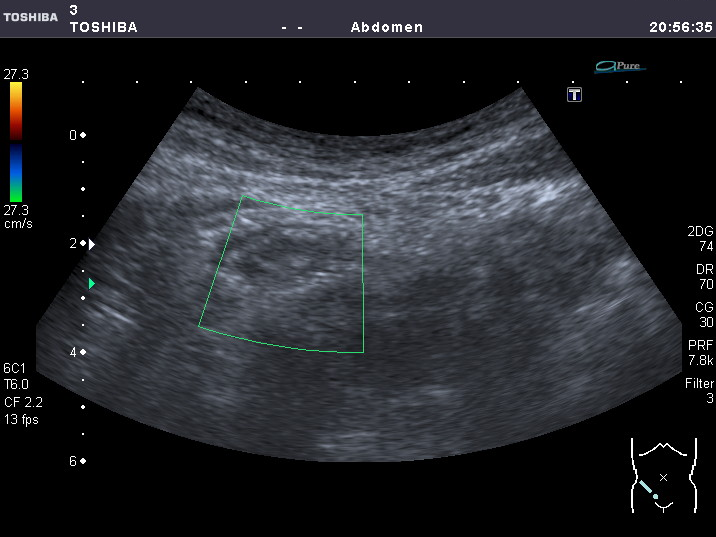 TOSHIBA
3
TOSHIBA
- -
Abdomen
20:56:35
aPure
T
27.3
27.3
cm/s
0
2
4
6
6C1
T6.0
CF 2.2
13 fps
2DG
74
DR
70
CG
30
PRF
7.8k
Filter
3